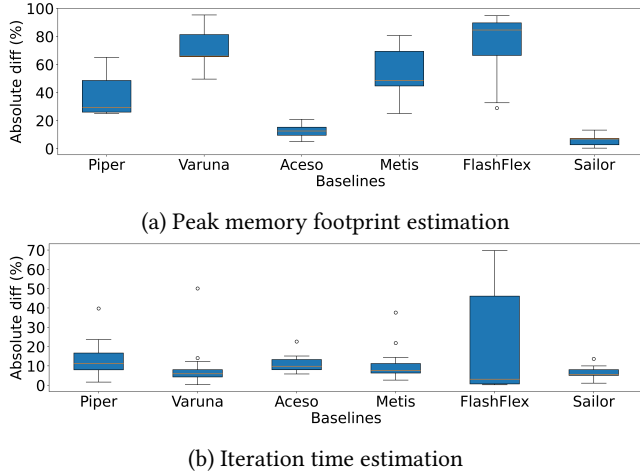 100
80
60
40
20
0
Absolute diff (%)
Piper Varuna Aceso Metis FlashFlex Sailor
Baselines
(a) Peak memory footprint estimation
70
60
50
40
30
20
10
0
Absolute diff (%)
Piper Varuna Aceso Metis FlashFlex Sailor
Baselines
(b) Iteration time estimation